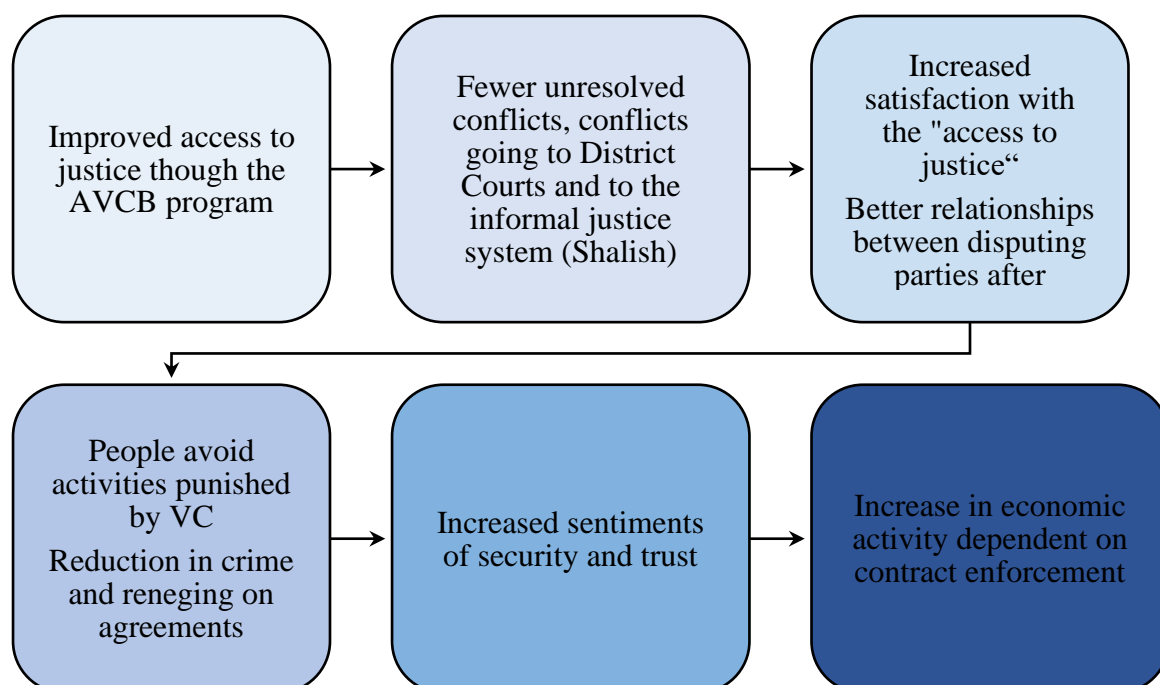 Improved access to
justice though the
AVCB program
Fewer unresolved
conflicts, conflicts
going to District
Courts and to the
informal justice
system (Shalish)
Increased
satisfaction with
the "access to
justice“
Better relationships
between disputing
parties after
People avoid
activities punished
by VC
Reduction in crime
and reneging on
agreements
Increased sentiments
of security and trust
Increase in economic
activity dependent on
contract enforcement